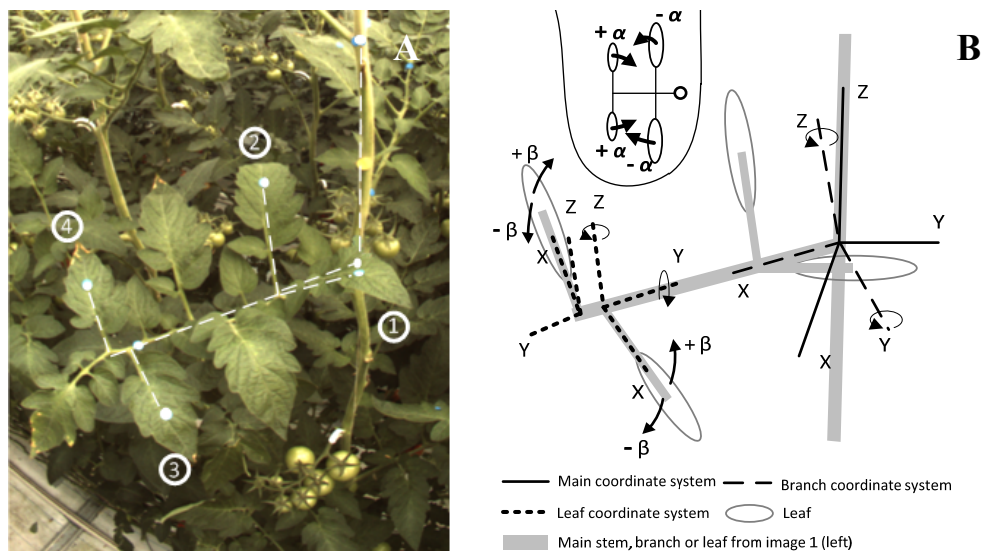 A
②
④
①
③
B
+ α
- α
+ α
- α
Z
Z
Y
X
Y
X
+ β
- β
Z
Z
X
Y
Y
X
+ β
- β
Main coordinate system
Branch coordinate system
Leaf coordinate system
Leaf
Main stem, branch or leaf from image 1 (left)